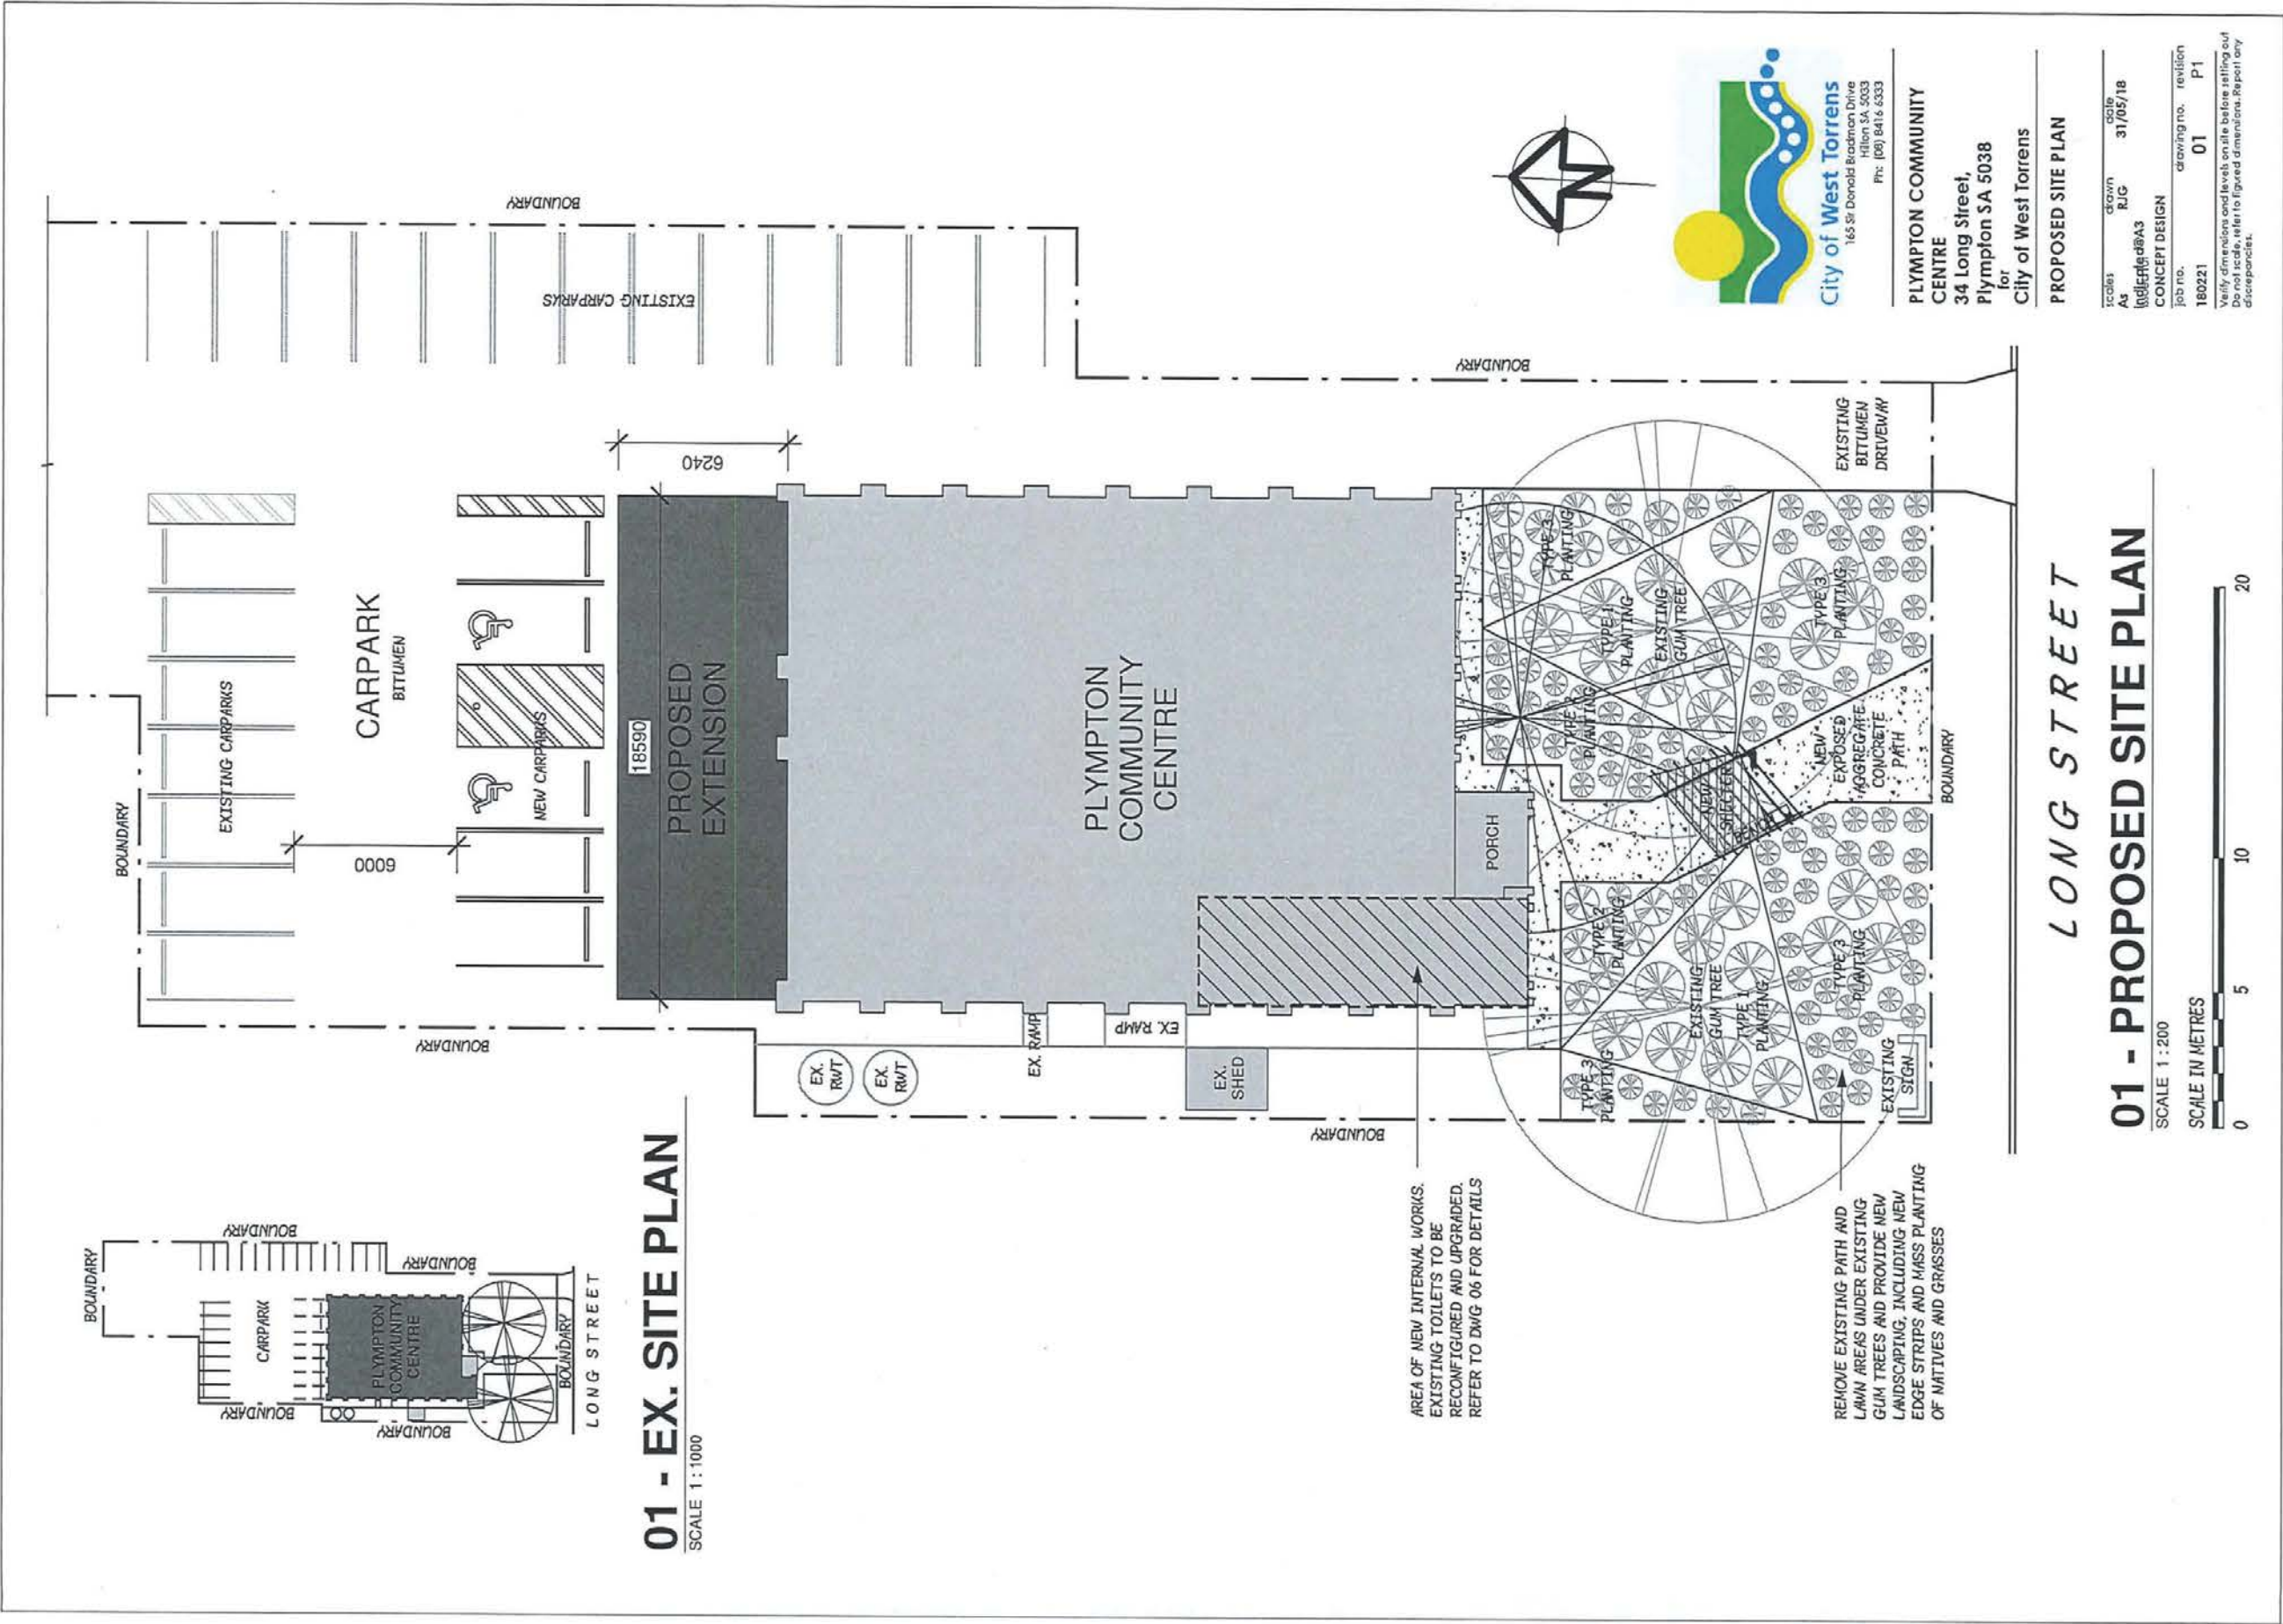 BOUNDARY
BOUNDARY
BOUNDARY
CARPARK
BOUNDARY
PLYMPTON
COMMUNITY
CENTRE
BOUNDARY
BOUNDARY
BOUNDARY
LONG STREET
01 - EX. SITE PLAN
SCALE 1 : 1000
BOUNDARY
BOUNDARY
EXISTING CARPARKS
EXISTING CARPARKS
CARPARK
BITUMEN
6000
NEW CARPARKS
BOUNDARY
18590
6240
PROPOSED
EXTENSION
BOUNDARY
EX.
RWT
EX.
RWT
EX. RAMP
EX. RAMP
EX.
SHED
BOUNDARY
PLYMPTON
COMMUNITY
CENTRE
PORCH
AREA OF NEW INTERNAL WORKS.
EXISTING TOILETS TO BE
RECONFIGURED AND UPGRADED.
REFER TO DWG 06 FOR DETAILS
TYPE 3
PLANTING
TYPE 1
PLANTING
EXISTING
GUM TREE
TYPE 2
PLANTING
TYPE 3
PLANTING
NEW
SHELTER
NEW
EXPOSED
AGGREGATE
CONCRETE
PATH
TYPE 2
PLANTING
EXISTING
GUM TREE
TYPE 1
PLANTING
TYPE 3
PLANTING
TYPE 3
PLANTING
EXISTING
SIGN
EXISTING
BITUMEN
DRIVEWAY
BOUNDARY
REMOVE EXISTING PATH AND
LAWN AREAS UNDER EXISTING
GUM TREES AND PROVIDE NEW
LANDSCAPING, INCLUDING NEW
EDGE STRIPS AND MASS PLANTING
OF NATIVES AND GRASSES
LONG STREET
01 - PROPOSED SITE PLAN
SCALE 1 : 200
SCALE IN METRES
0 5 10 20
N
City of West Torrens
165 Sir Donald Bradman Drive
Hilton SA 5033
Ph: (08) 8416 6333
PLYMPTON COMMUNITY
CENTRE
34 Long Street,
Plympton SA 5038
for
City of West Torrens
PROPOSED SITE PLAN
scales drawn date
As RJG 31/05/18
indicated@A3
CONCEPT DESIGN
job no. drawing no. revision
180221 01 P1
Verify dimensions and levels on site before setting out
Do not scale, refer to figured dimensions. Report any
discrepancies.